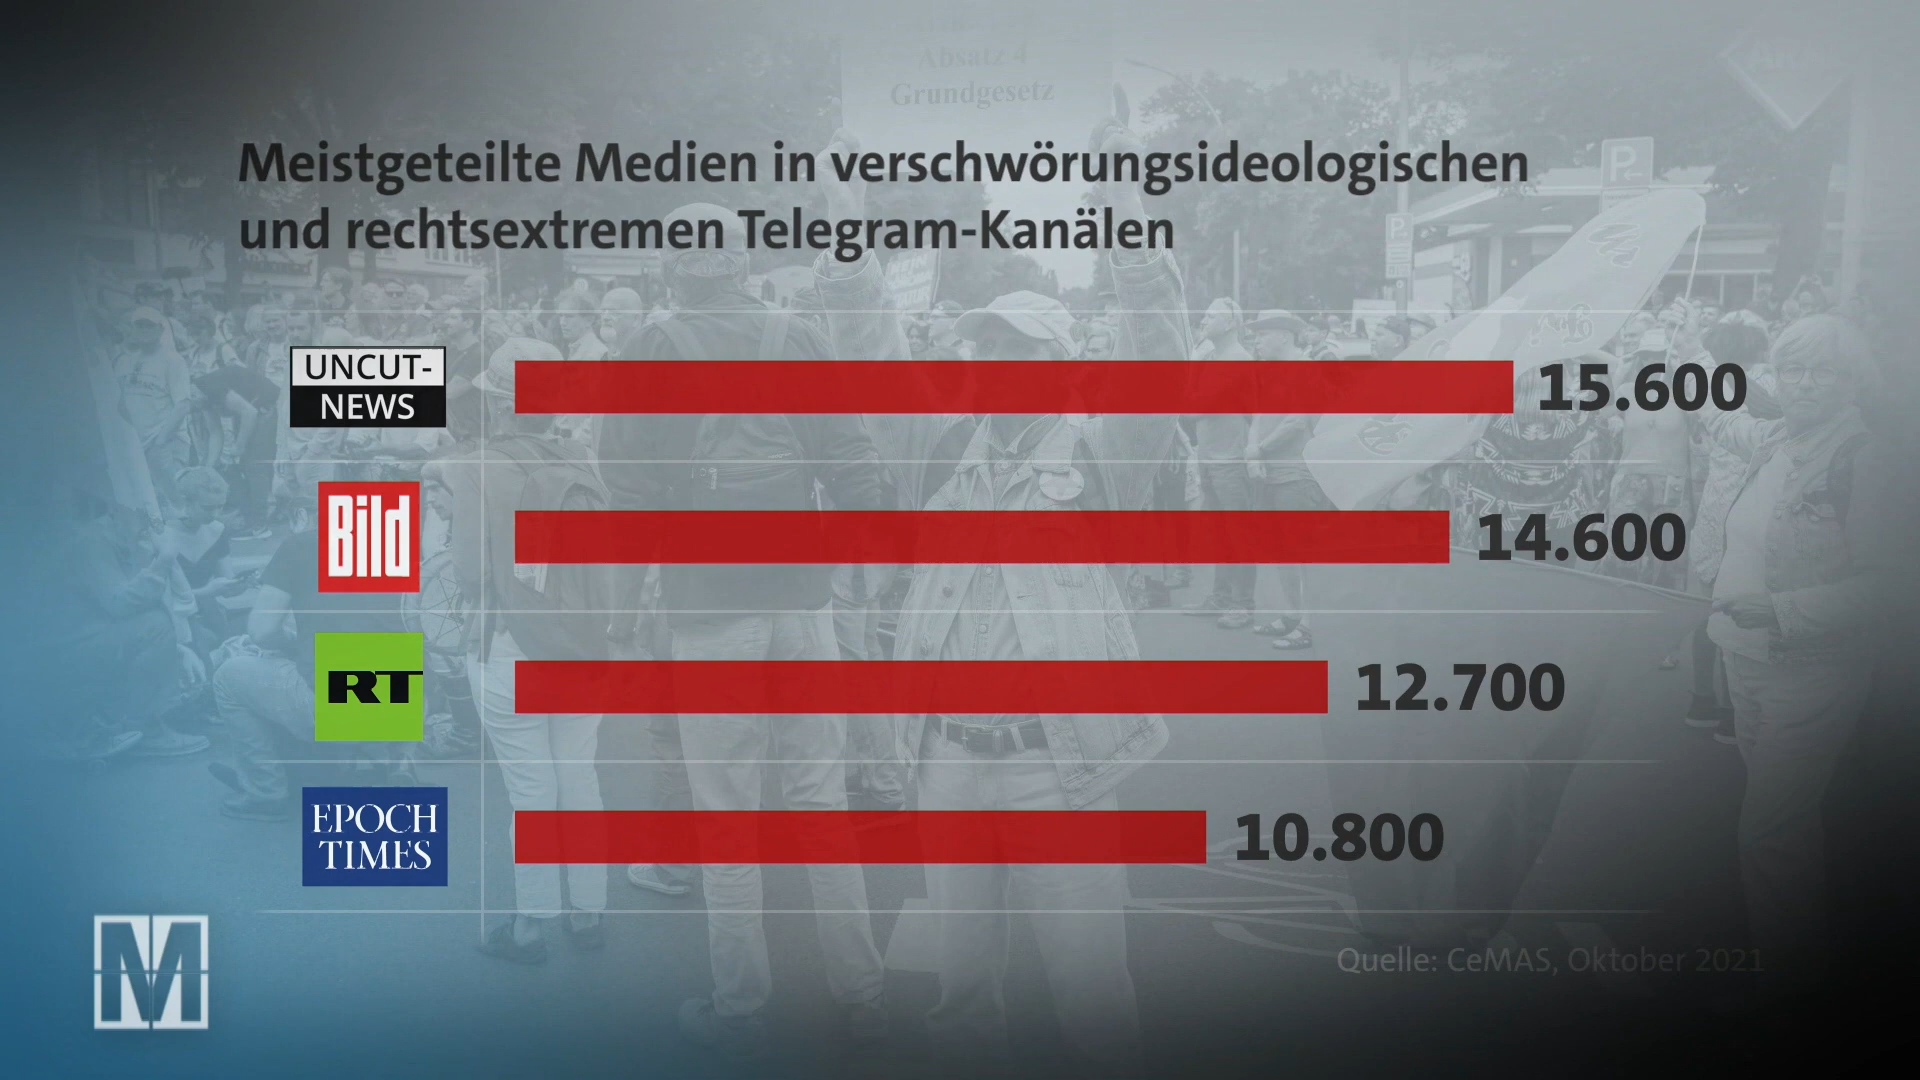 Absatz 4
Grundgesetz
Meistgeteilte Medien in verschwörungsideologischen
und rechtsextremen Telegram-Kanälen
UNCUT-
NEWS
15.600
Bild
14.600
RT
12.700
EPOCH
TIMES
10.800
M
Quelle: CeMAS, Oktober 2021